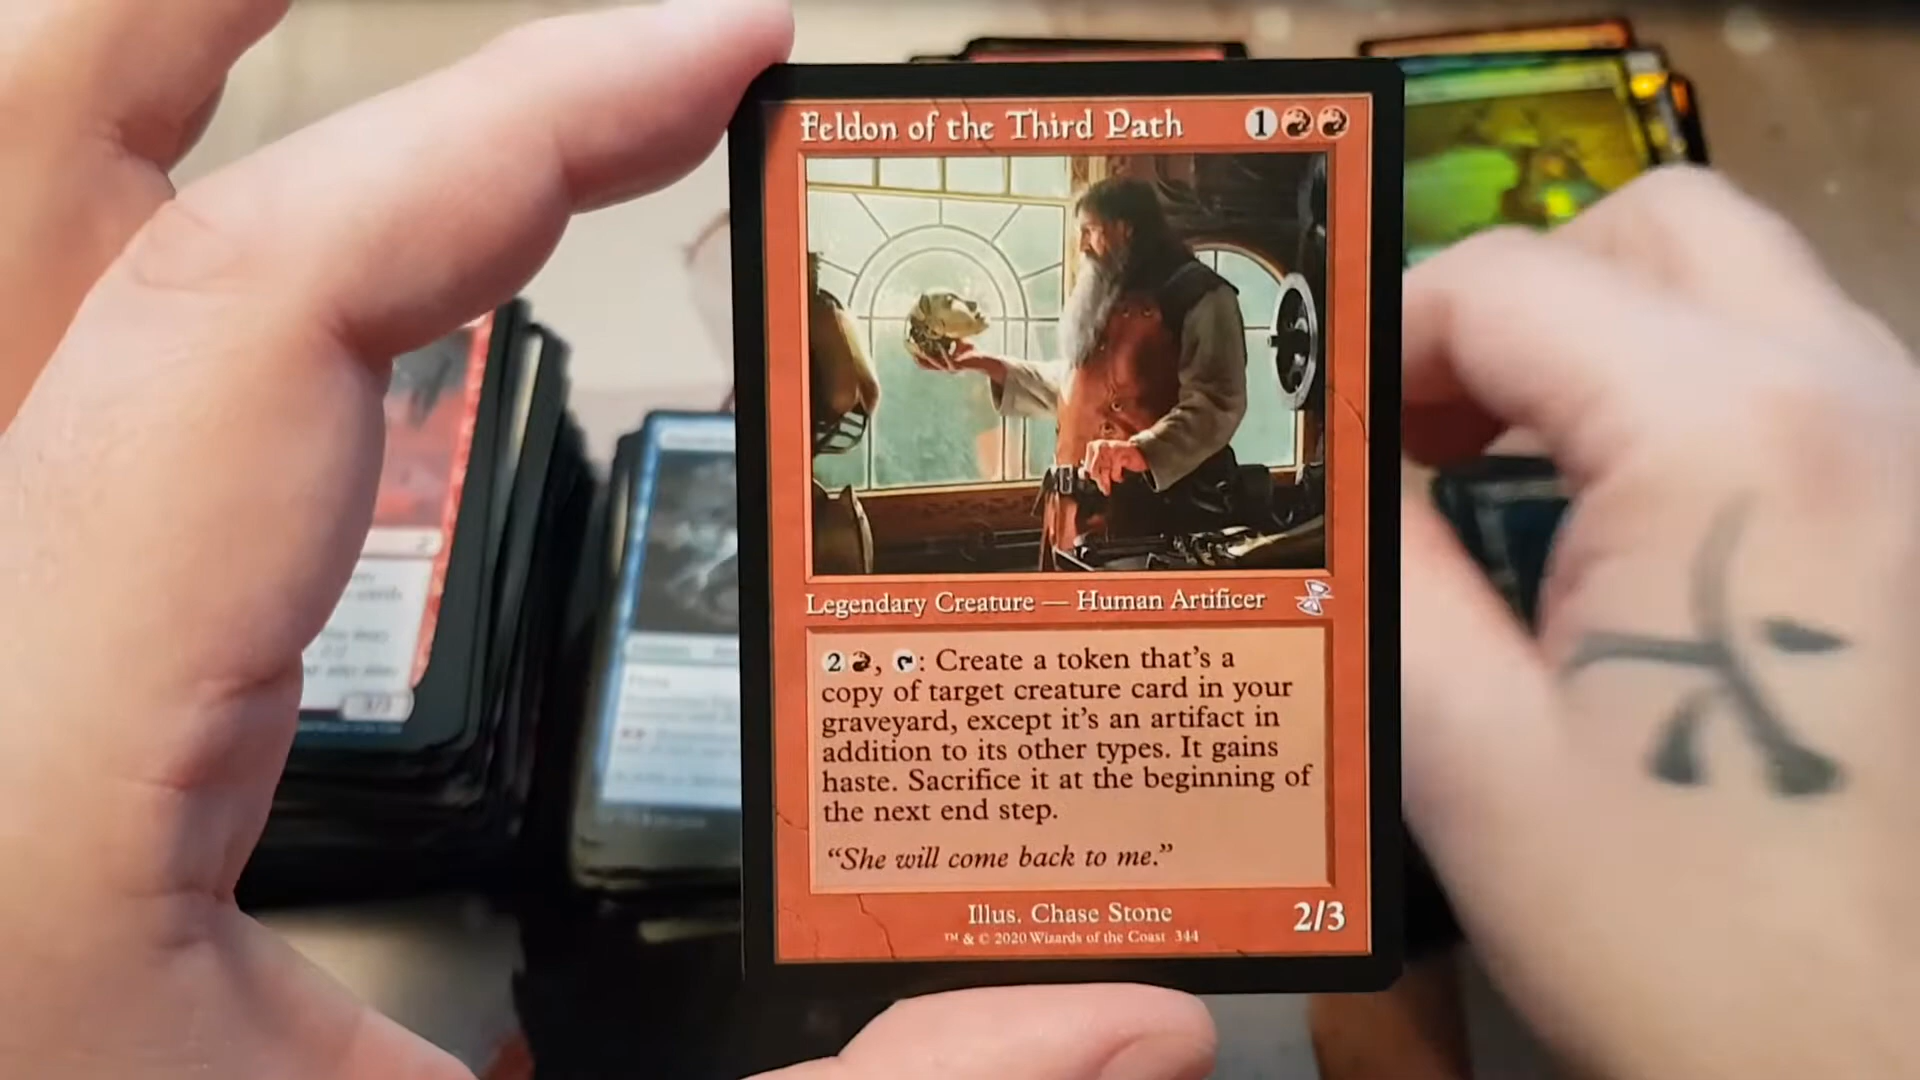 Feldon of the Third Path 1
Legendary Creature — Human Artificer
2 , : Create a token that's a
copy of target creature card in your
graveyard, except it's an artifact in
addition to its other types. It gains
haste. Sacrifice it at the beginning of
the next end step.
“She will come back to me.”
Illus. Chase Stone
2/3
™ & © 2020 Wizards of the Coast 344